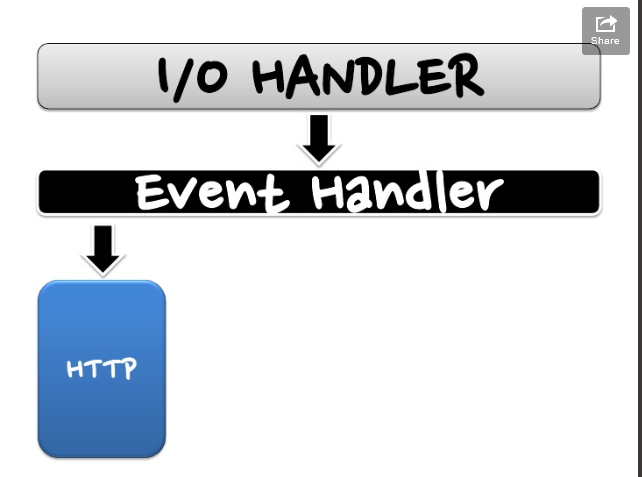 Share
I/O HANDLER
Event Handler
HTTP